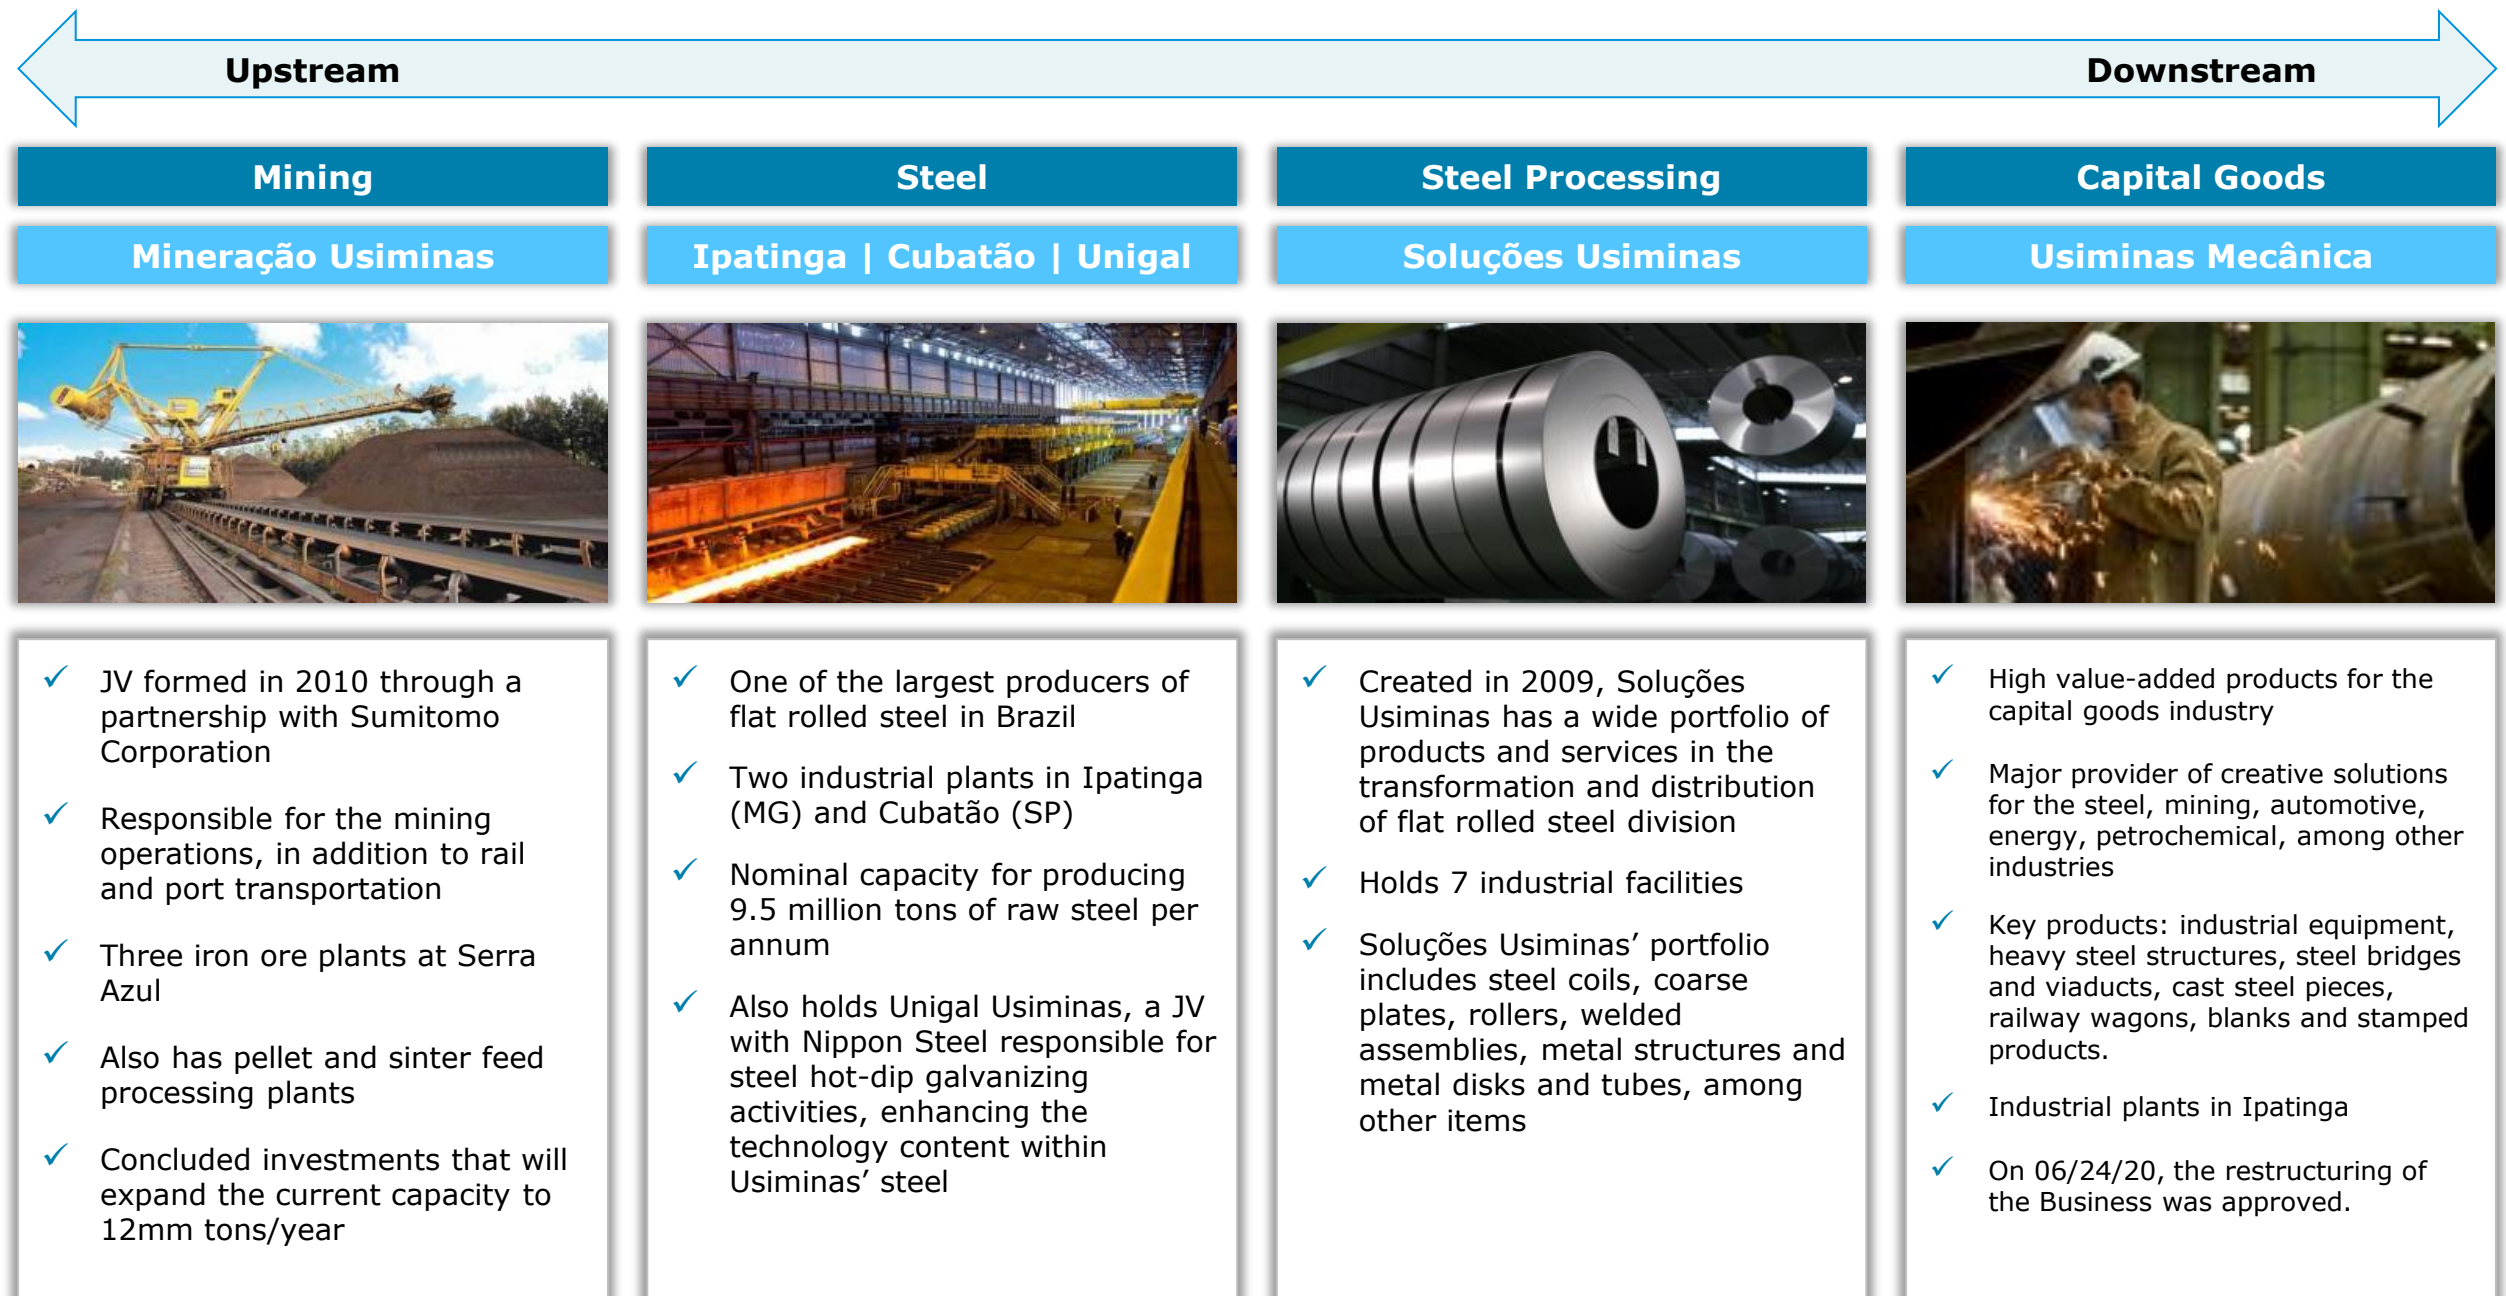 Upstream
Downstream
Mining
Mineração Usiminas
JV formed in 2010 through a
partnership with Sumitomo
Corporation
Responsible for the mining
operations, in addition to rail
and port transportation
Three iron ore plants at Serra
Azul
Also has pellet and sinter feed
processing plants
Concluded investments that will
expand the current capacity to
12mm tons/year
Steel
Ipatinga | Cubatão | Unigal
One of the largest producers of
flat rolled steel in Brazil
Two industrial plants in Ipatinga
(MG) and Cubatão (SP)
Nominal capacity for producing
9.5 million tons of raw steel per
annum
Also holds Unigal Usiminas, a JV
with Nippon Steel responsible for
steel hot-dip galvanizing
activities, enhancing the
technology content within
Usiminas’ steel
Steel Processing
Soluções Usiminas
Created in 2009, Soluções
Usiminas has a wide portfolio of
products and services in the
transformation and distribution
of flat rolled steel division
Holds 7 industrial facilities
Soluções Usiminas’ portfolio
includes steel coils, coarse
plates, rollers, welded
assemblies, metal structures and
metal disks and tubes, among
other items
Capital Goods
Usiminas Mecânica
High value-added products for the
capital goods industry
Major provider of creative solutions
for the steel, mining, automotive,
energy, petrochemical, among other
industries
Key products: industrial equipment,
heavy steel structures, steel bridges
and viaducts, cast steel pieces,
railway wagons, blanks and stamped
products.
Industrial plants in Ipatinga
On 06/24/20, the restructuring of
the Business was approved.